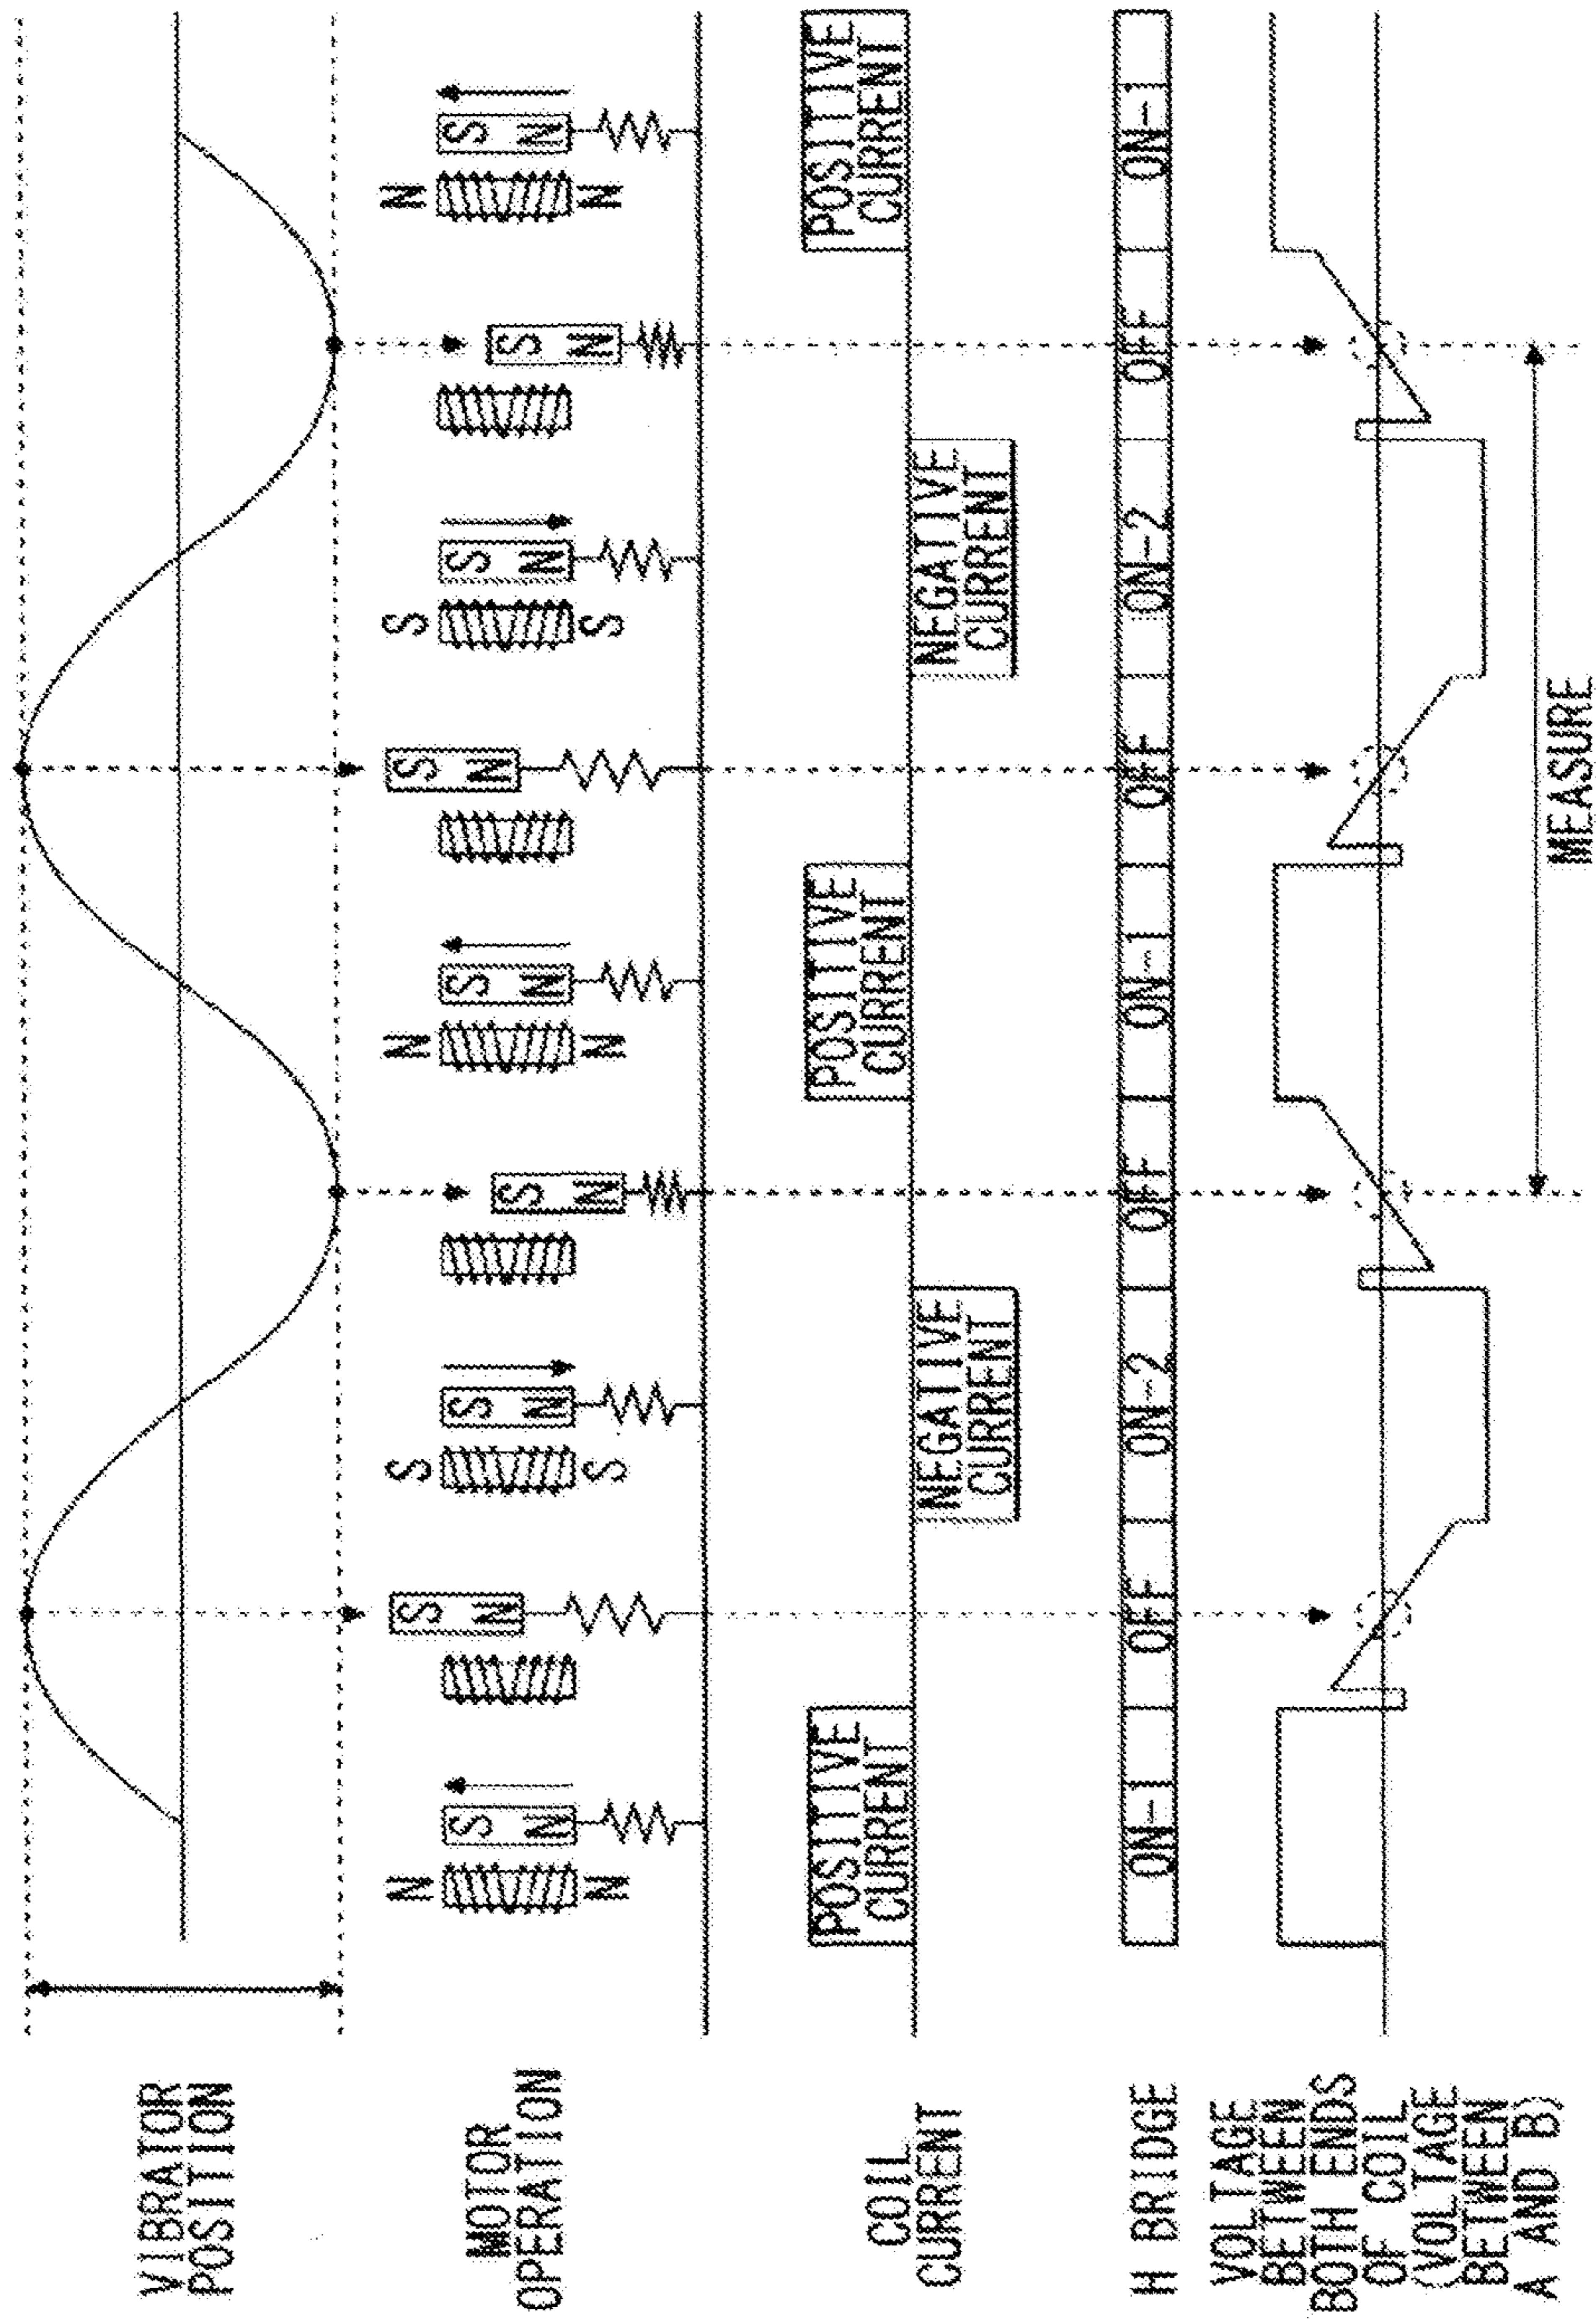 VIBRATOR
POSITION
MOTOR
OPERATION
N
N
S
N
S
N
S
S
S
N
S
N
N
N
S
N
S
N
S
S
S
N
S
N
N
N
S
N
COIL
CURRENT
POSITIVE
CURRENT
NEGATIVE
CURRENT
POSITIVE
CURRENT
NEGATIVE
CURRENT
POSITIVE
CURRENT
H BRIDGE
ON-1
OFF
ON-2
OFF
ON-1
OFF
ON-2
OFF
ON-1
VOLTAGE
BETWEEN
BOTH ENDS
OF COIL
(VOLTAGE
BETWEEN
A AND B)
MEASURE